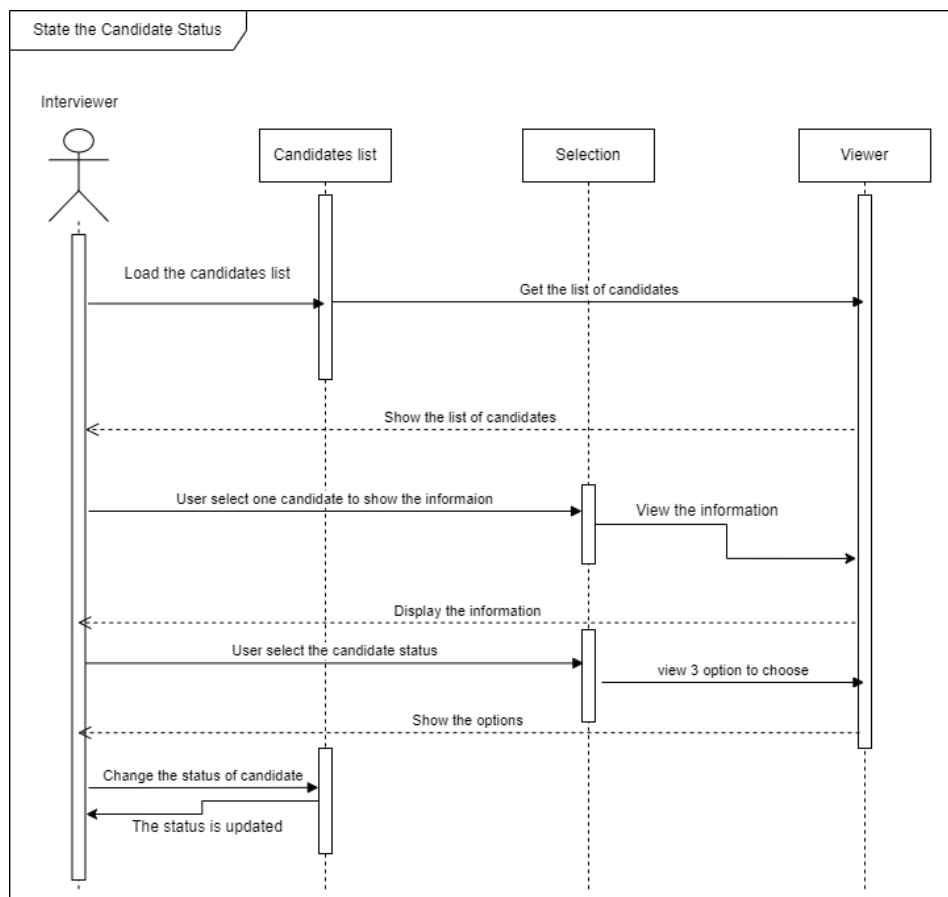 State the Candidate Status
Interviewer
Candidates list
Selection
Viewer
Load the candidates list
Get the list of candidates
Show the list of candidates
User select one candidate to show the informaion
View the information
Display the information
User select the candidate status
view 3 option to choose
Show the options
Change the status of candidate
The status is updated